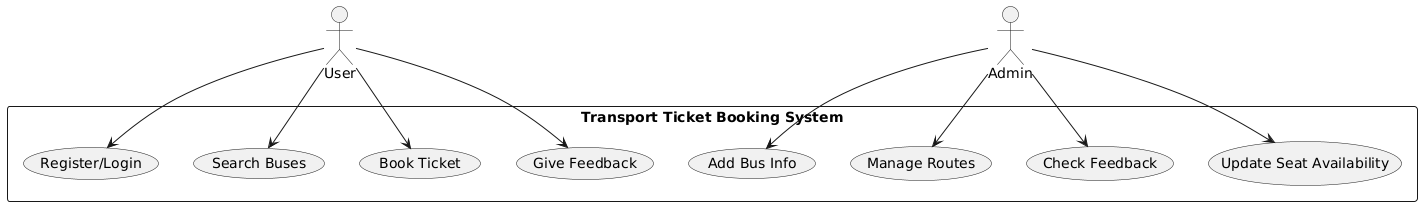 User
Admin
Transport Ticket Booking System
Register/Login
Search Buses
Book Ticket
Give Feedback
Add Bus Info
Manage Routes
Check Feedback
Update Seat Availability